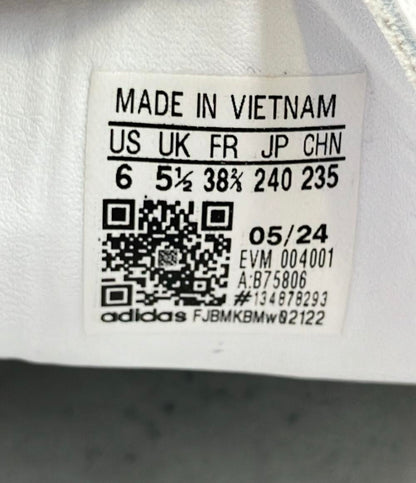 MADE IN VIETNAM
US UK FR JP CHN
6 5½ 38⅔ 240 235
05/24
EVM 004001
A:B75806
#134878293
adidas FJBMKBMw02122